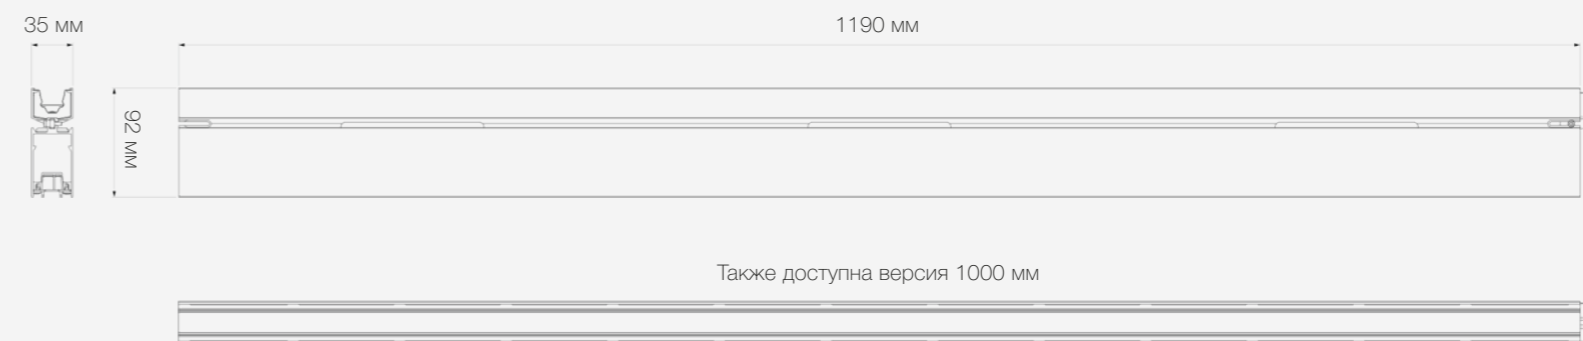 35 мм
1190 мм
92 мм
Также доступна версия 1000 мм